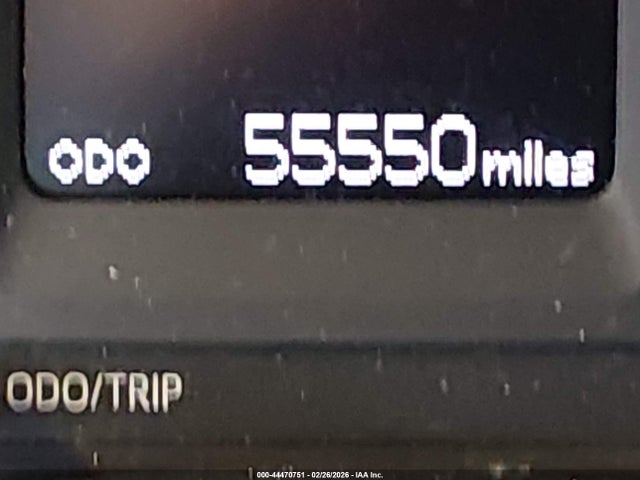 ODO 55550 miles
ODO/TRIP
000-44470751 - 02/26/2026 - IAA Inc.